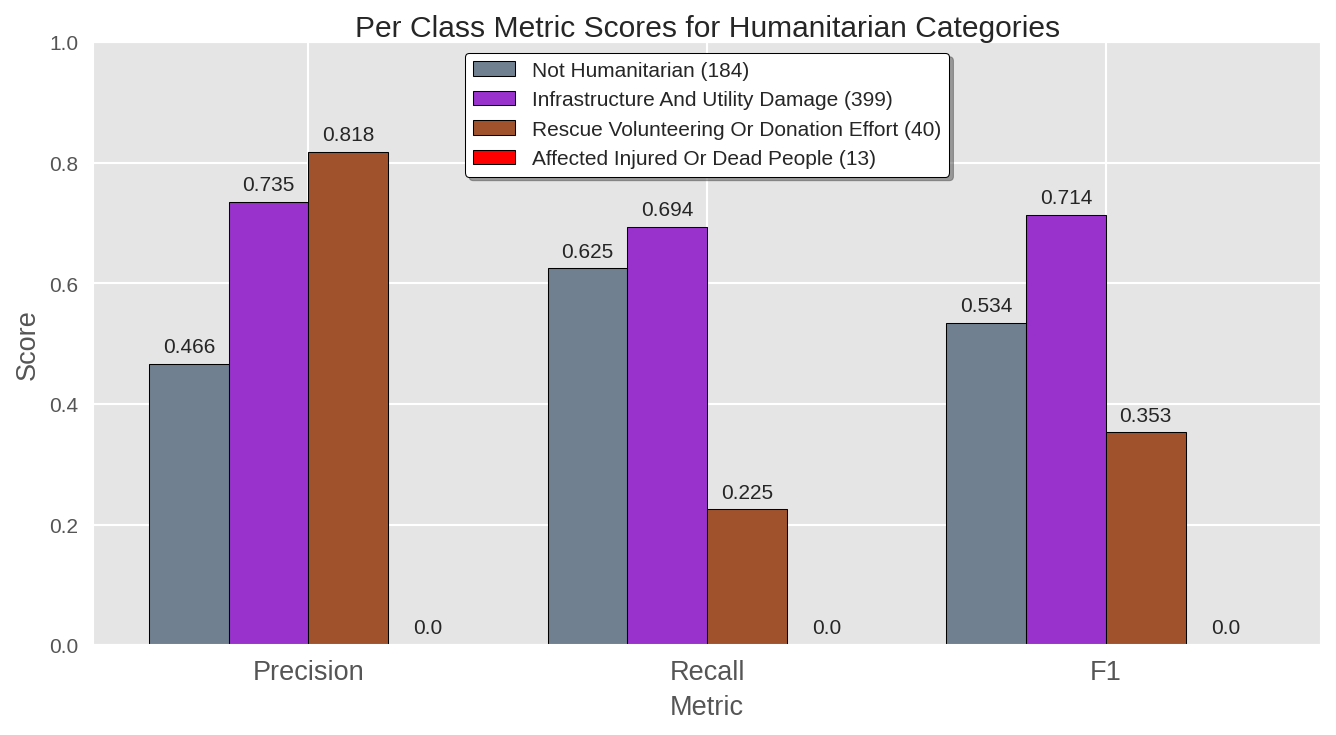 Per Class Metric Scores for Humanitarian Categories
Not Humanitarian (184)
Infrastructure And Utility Damage (399)
Rescue Volunteering Or Donation Effort (40)
Affected Injured Or Dead People (13)
Score
1.0
0.8
0.6
0.4
0.2
0.0
0.466
0.735
0.818
0.0
0.625
0.694
0.225
0.0
0.534
0.714
0.353
0.0
Precision
Recall
F1
Metric